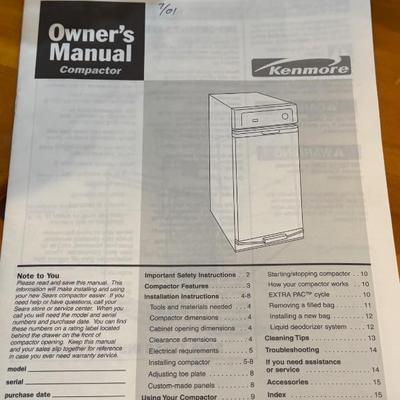 7/01
Owner's
Manual
Compactor
Kenmore
Note to You
Please read and save this manual. This
information will make installing and using
your new Sears compactor easier. If you
need help or have questions, call your
Sears store or service center. When you
call you will need the model and serial
numbers and purchase date. You can find
these numbers on a rating label located
behind the drawer on the front of
compactor opening. Keep this manual
and your sales slip together for reference
in case you ever need warranty service.
model
serial
purchase date
Important Safety Instructions . . 2
Compactor Features . . . . 3
Installation Instructions . . . 4-8
Tools and materials needed . . 4
Compactor dimensions . . . 4
Cabinet opening dimensions . . 4
Clearance dimensions . . . 4
Electrical requirements . . . 5
Installing compactor . . . 5-8
Adjusting toe plate . . . . 8
Custom-made panels . . . 8
Using Your Compactor . . . 9
Starting/stopping compactor . . 10
How your compactor works . . 10
EXTRA PAC™ cycle . . . . 10
Removing a filled bag . . . 11
Installing a new bag . . . . 12
Liquid deodorizer system . . . 12
Cleaning Tips . . . . . 13
Troubleshooting . . . . 14
If you need assistance
or service . . . . . . 14
Accessories . . . . . 15
Index . . . . . . . 15